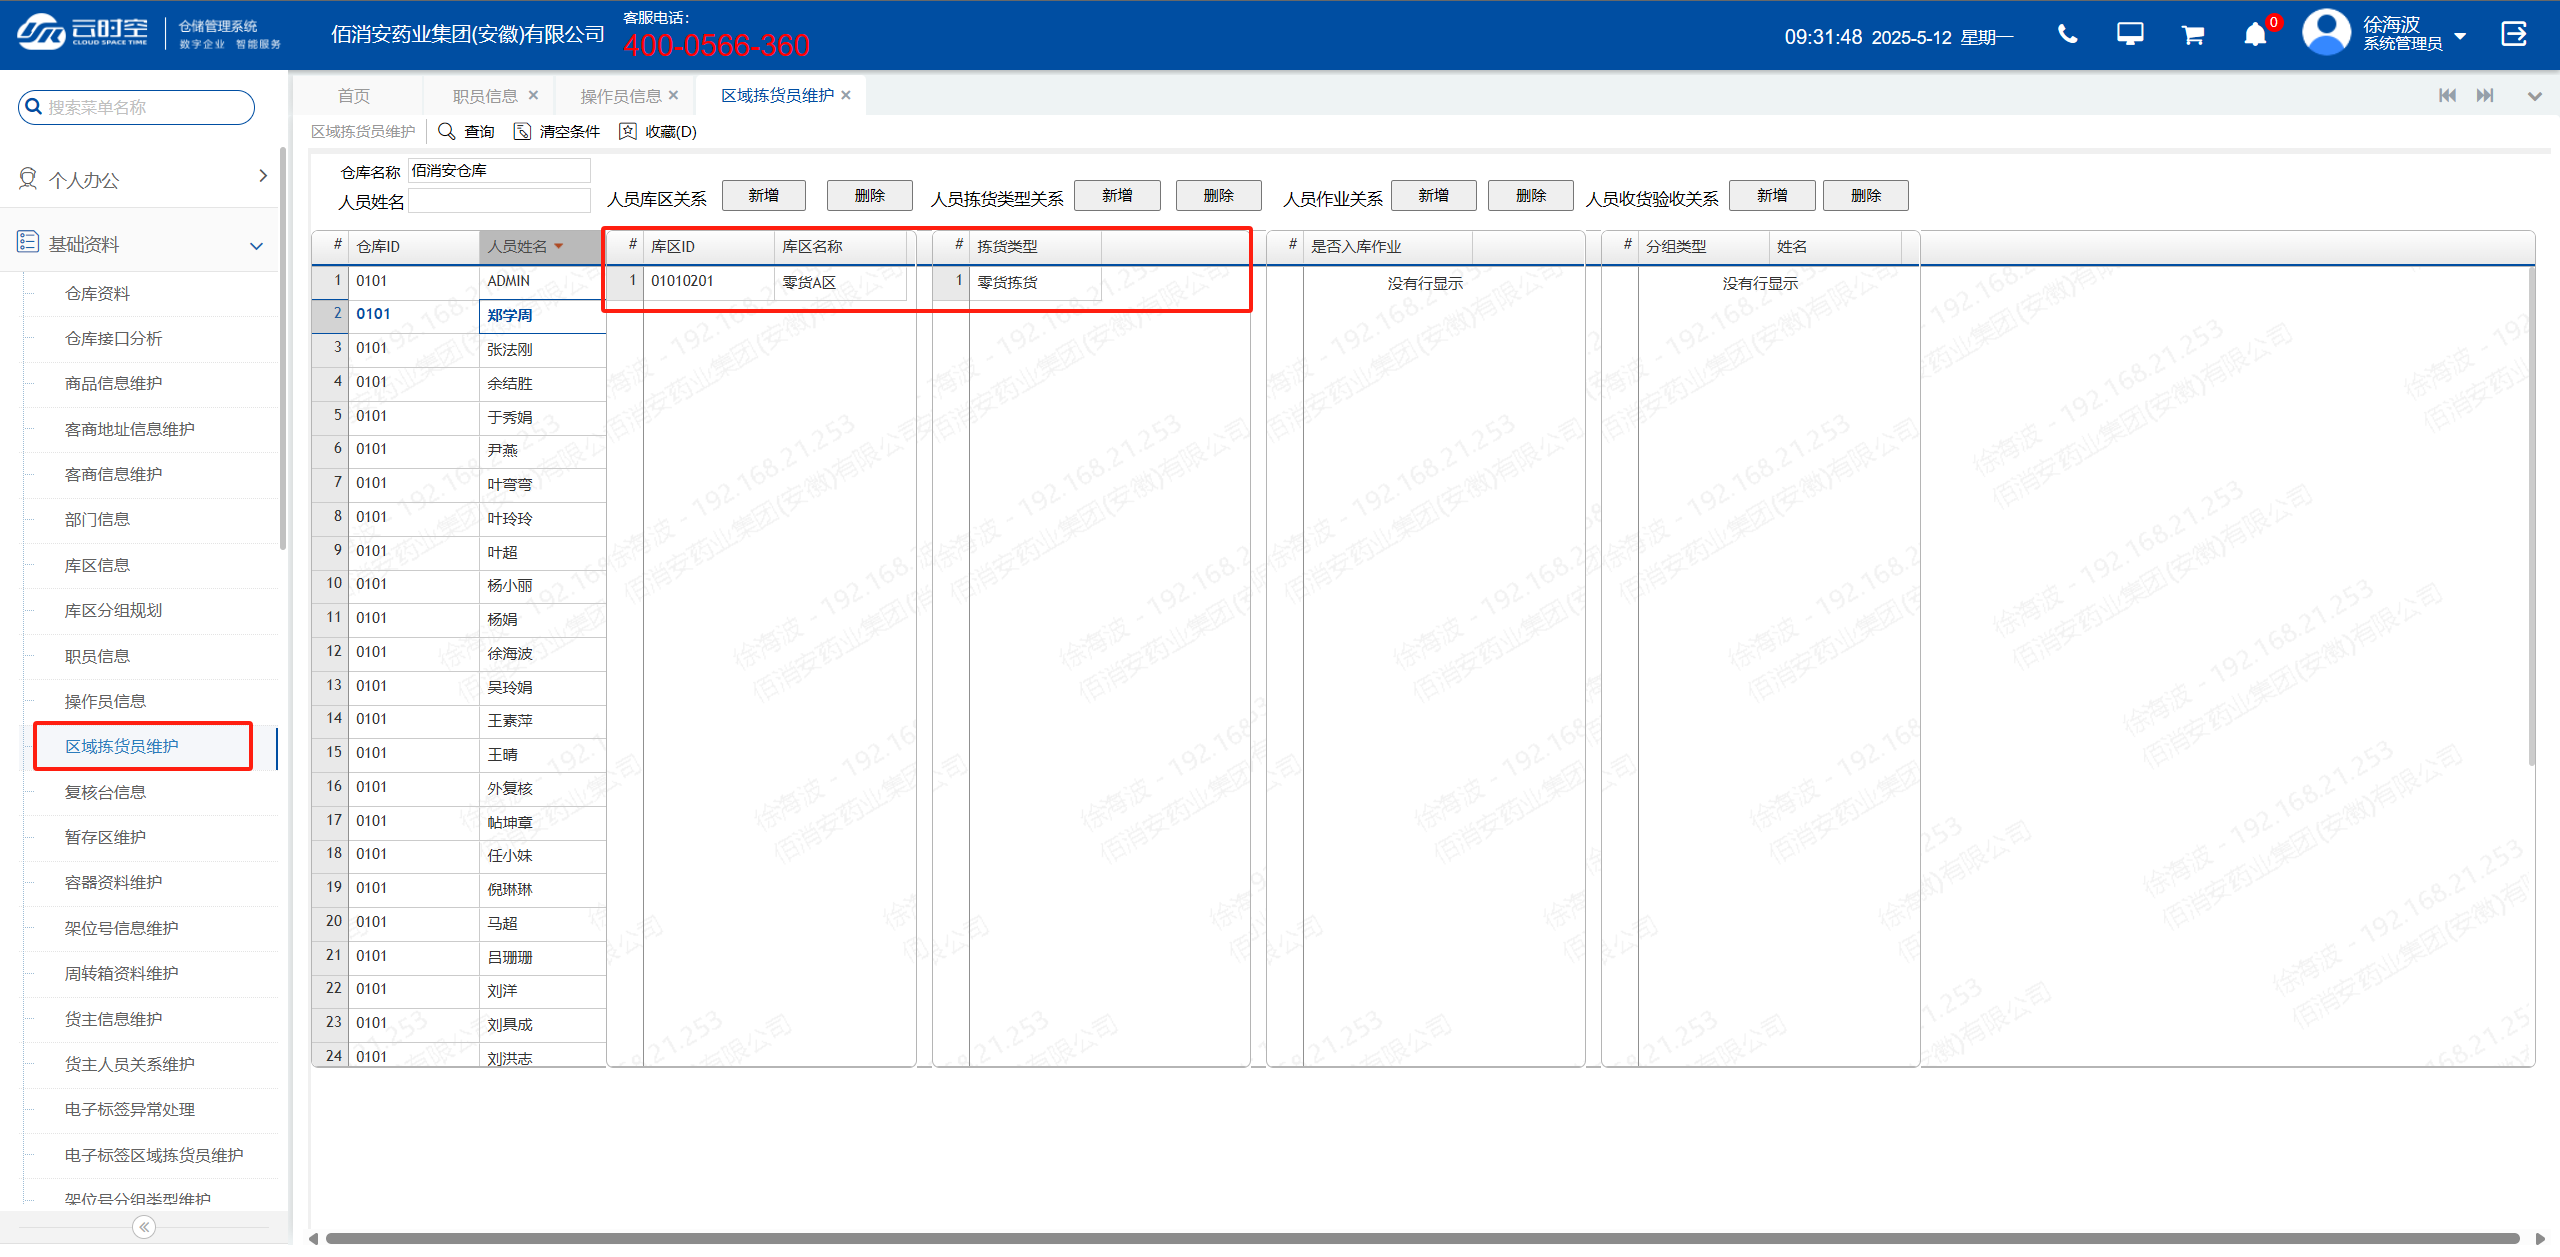 云时空 CLOUD SPACE TIME
仓储管理系统
数字企业 智能服务
佰消安药业集团(安徽)有限公司
客服电话：
400-0566-360
09:31:48 2025-5-12 星期一
0
徐海波
系统管理员
搜索菜单名称
个人办公
基础资料
仓库资料
仓库接口分析
商品信息维护
客商地址信息维护
客商信息维护
部门信息
库区信息
库区分组规划
职员信息
操作员信息
区域拣货员维护
复核台信息
暂存区维护
容器资料维护
架位号信息维护
周转箱资料维护
货主信息维护
货主人员关系维护
电子标签异常处理
电子标签区域拣货员维护
架位号分组类型维护
首页 职员信息 操作员信息 区域拣货员维护
区域拣货员维护 查询 清空条件 收藏(D)
仓库名称 佰消安仓库
人员姓名
人员库区关系 新增 删除 人员拣货类型关系 新增 删除 人员作业关系 新增 删除 人员收货验收关系 新增 删除
# 仓库ID 人员姓名 # 库区ID 库区名称 # 拣货类型 # 是否入库作业 # 分组类型 姓名
1 0101 ADMIN 1 01010201 零货A区 1 零货拣货 没有行显示 没有行显示
2 0101 郑学周
3 0101 张法刚
4 0101 余结胜
5 0101 于秀娟
6 0101 尹燕
7 0101 叶弯弯
8 0101 叶玲玲
9 0101 叶超
10 0101 杨小丽
11 0101 杨娟
12 0101 徐海波
13 0101 吴玲娟
14 0101 王素萍
15 0101 王晴
16 0101 外复核
17 0101 帖坤章
18 0101 任小妹
19 0101 倪琳琳
20 0101 马超
21 0101 吕珊珊
22 0101 刘洋
23 0101 刘具成
24 0101 刘洪志
徐海波 - 192.168.21.253
佰消安药业集团(安徽)有限公司